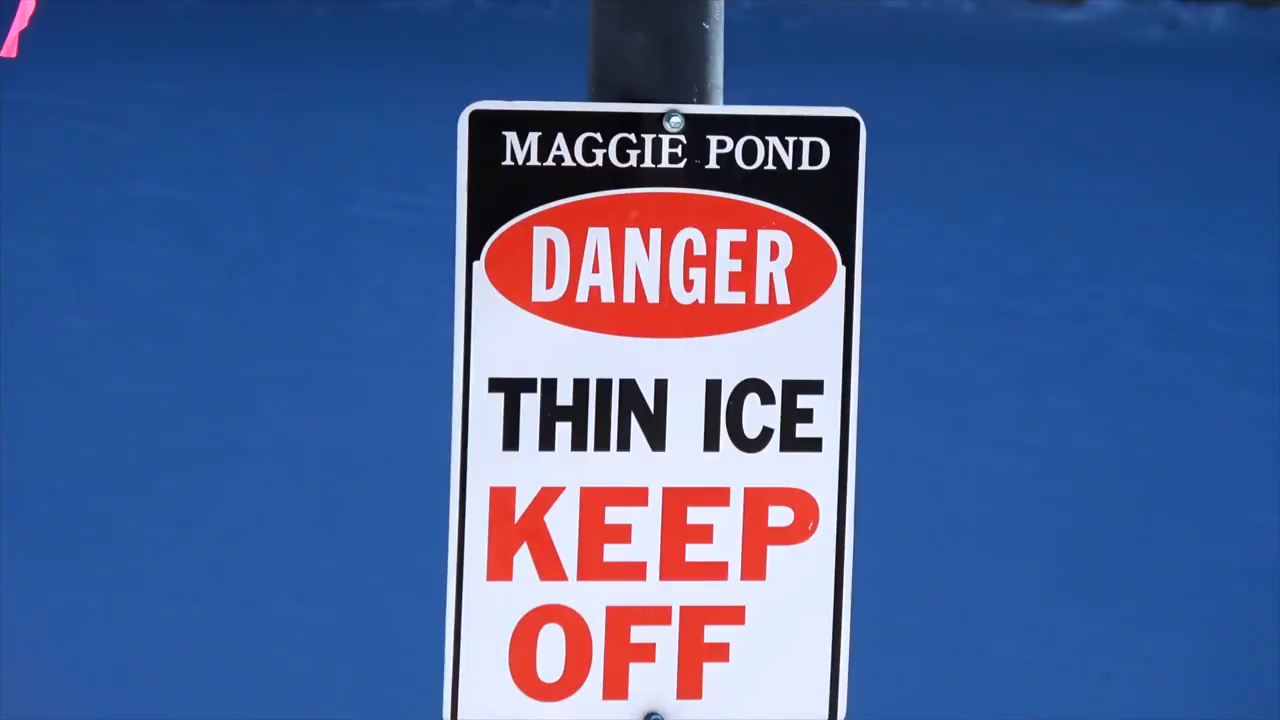 MAGGIE POND
DANGER
THIN ICE
KEEP
OFF